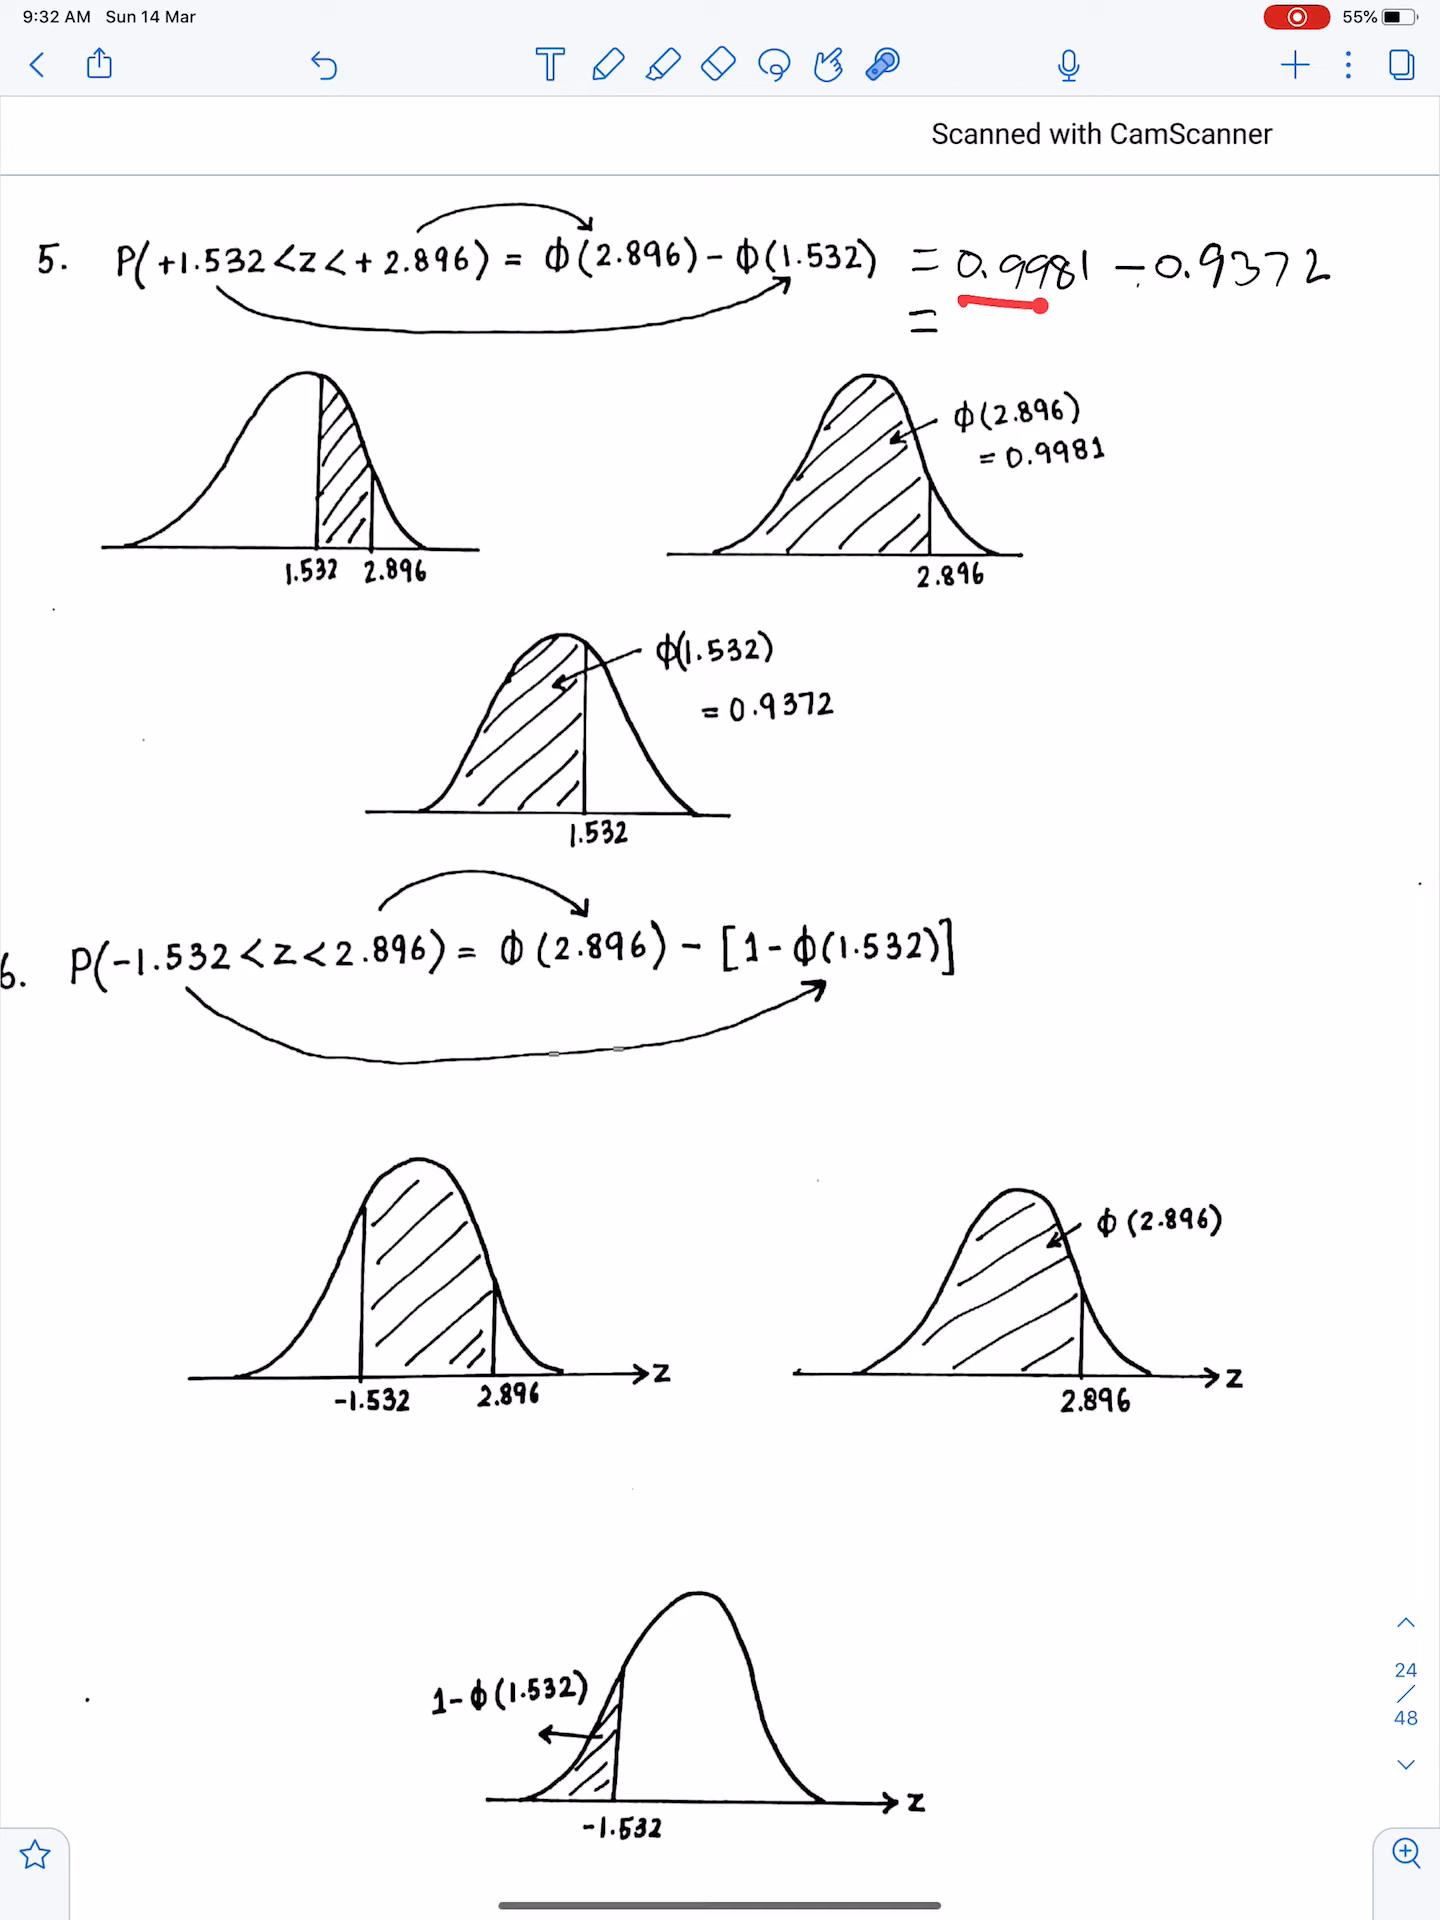 9:32 AM Sun 14 Mar
55%
Scanned with CamScanner
5. P(+1.532<z<+2.896) = Φ(2.896) - Φ(1.532) = 0.9981 - 0.9372
=
Φ(2.896)
= 0.9981
1.532 2.896
2.896
Φ(1.532)
= 0.9372
1.532
6. P(-1.532<z<2.896) = Φ(2.896) - [1-Φ(1.532)]
Φ(2.896)
z
-1.532 2.896
z
2.896
1-Φ(1.532)
z
-1.532
24
/
48